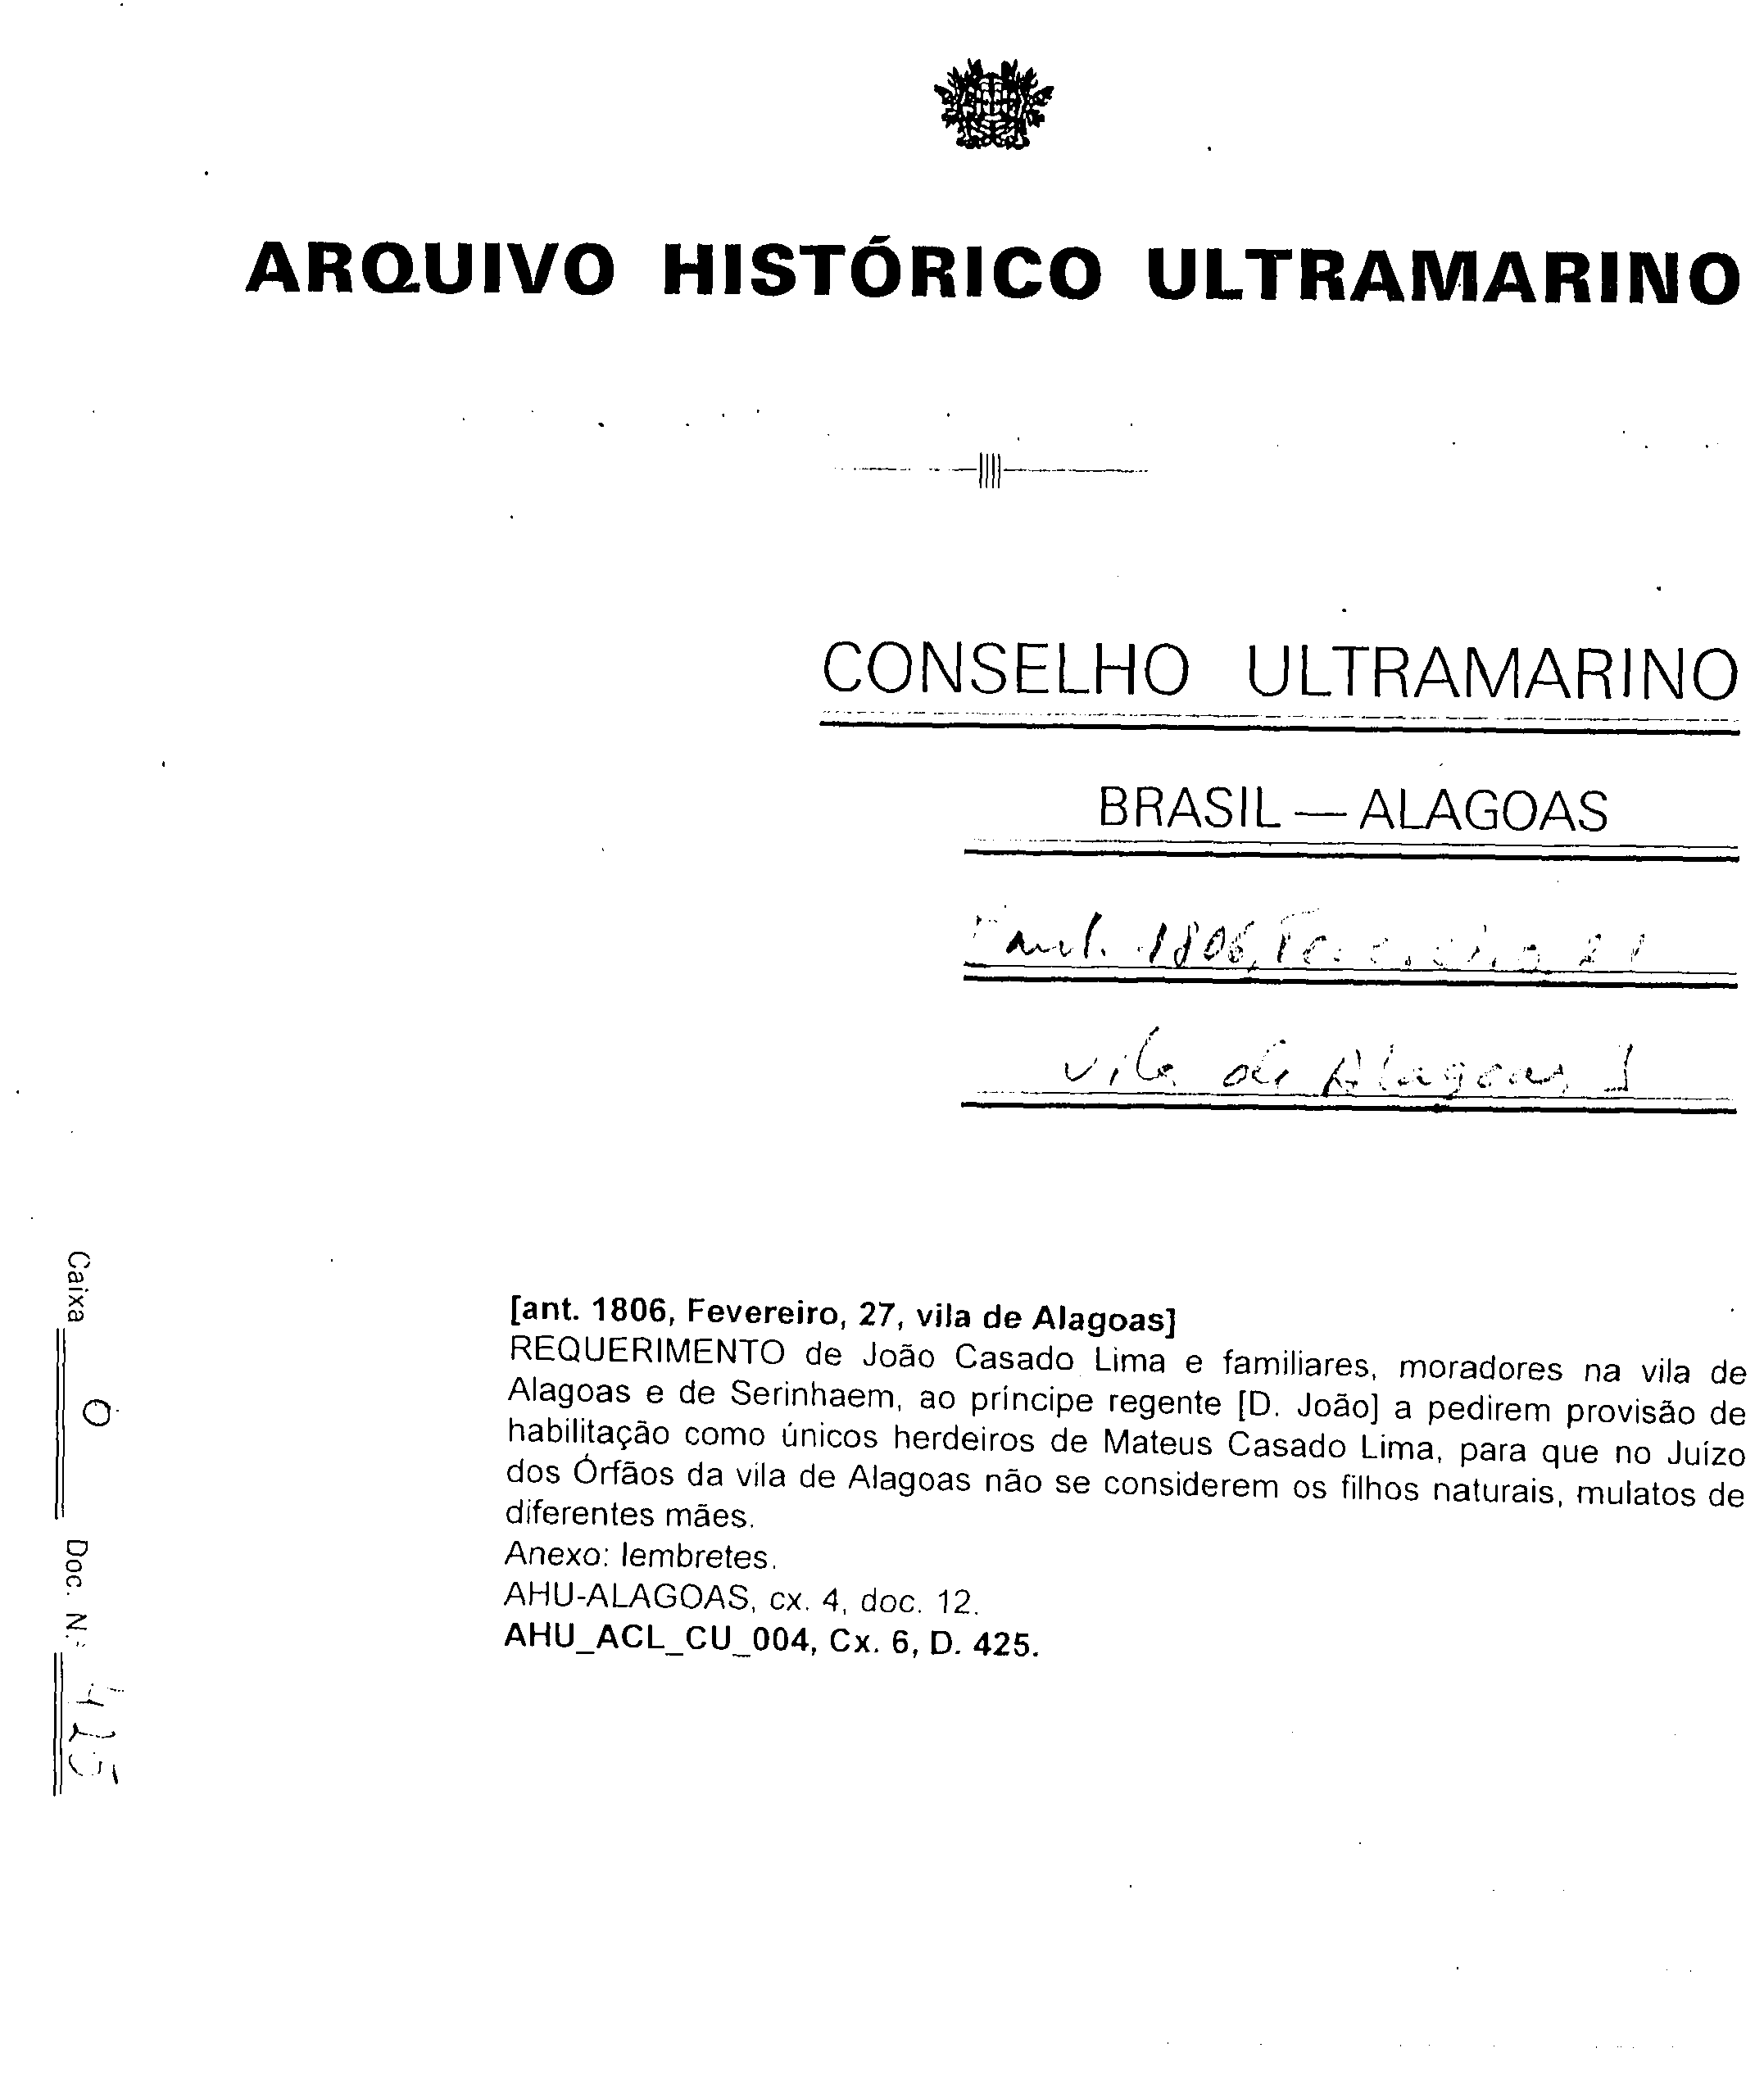 ARQUIVO HISTÓRICO ULTRAMARINO
CONSELHO ULTRAMARINO
BRASIL — ALAGOAS
[ant. 1806, Fevereiro, 27
vila de Alagoas]
Caixa 6 Doc. N.º 425
[ant. 1806, Fevereiro, 27, vila de Alagoas]
REQUERIMENTO de João Casado Lima e familiares, moradores na vila de
Alagoas e de Serinhaem, ao príncipe regente [D. João] a pedirem provisão de
habilitação como únicos herdeiros de Mateus Casado Lima, para que no Juízo
dos Órfãos da vila de Alagoas não se considerem os filhos naturais, mulatos de
diferentes mães.
Anexo: lembretes.
AHU-ALAGOAS, cx. 4, doc. 12.
AHU_ACL_CU_004, Cx. 6, D. 425.